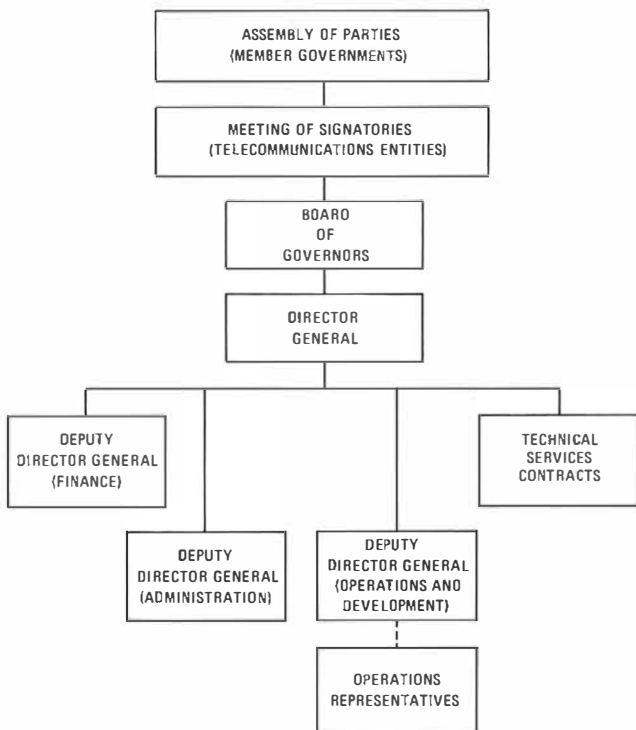 ASSEMBLY OF PARTIES
(MEMBER GOVERNMENTS)
MEETING OF SIGNATORIES
(TELECOMMUNICATIONS ENTITIES)
BOARO
OF
GOVERNORS
DIRECTOR
GENERAL
DEPUTY
DIRECTOR GENERAL
(FINANCE)
TECHNICAL
SERVICES
CONTRACTS
DEPUTY
DIRECTOR GENERAL
(ADMINISTRATION)
DEPUTY
DIRECTOR GENERAL
(OPERATIONS AND
DEVELOPMENT)
OPERATIONS
REPRESENTATIVES